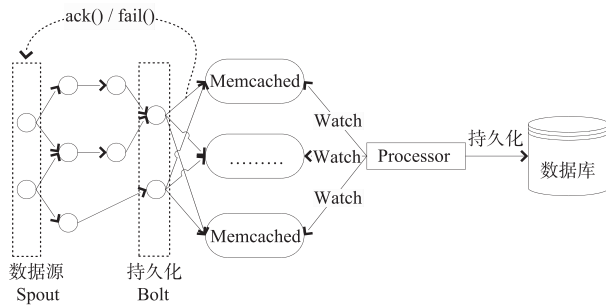 ack() / fail()
Memcached
Watch
.........
Watch
Processor
持久化
数据库
Watch
Memcached
数据源
Spout
持久化
Bolt